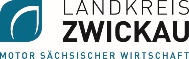 LANDKREIS
ZWICKAU
MOTOR SÄCHSISCHER WIRTSCHAFT